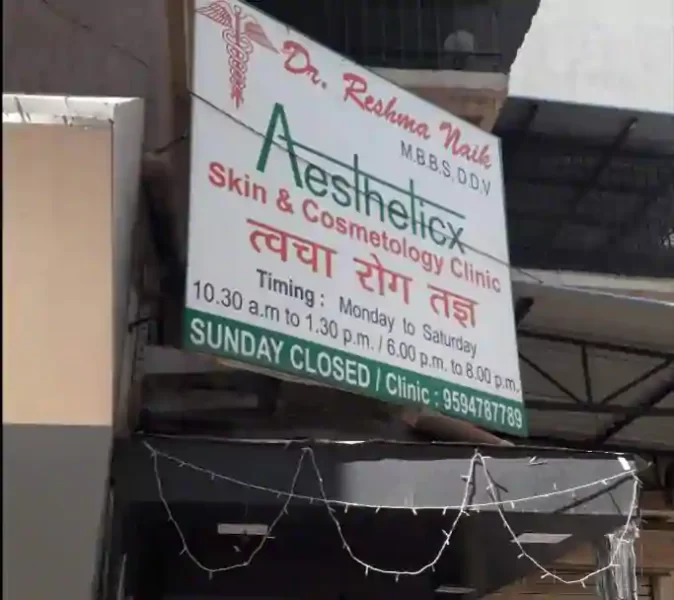 Dr. Reshma Naik
M.B.B.S, D.D.V
Aestheticx
Skin & Cosmetology Clinic
त्वचा रोग तज्ञ
Timing : Monday to Saturday
10.30 a.m to 1.30 p.m. / 6.00 p.m. to 8.00 p.m.
SUNDAY CLOSED / Clinic : 9594787789